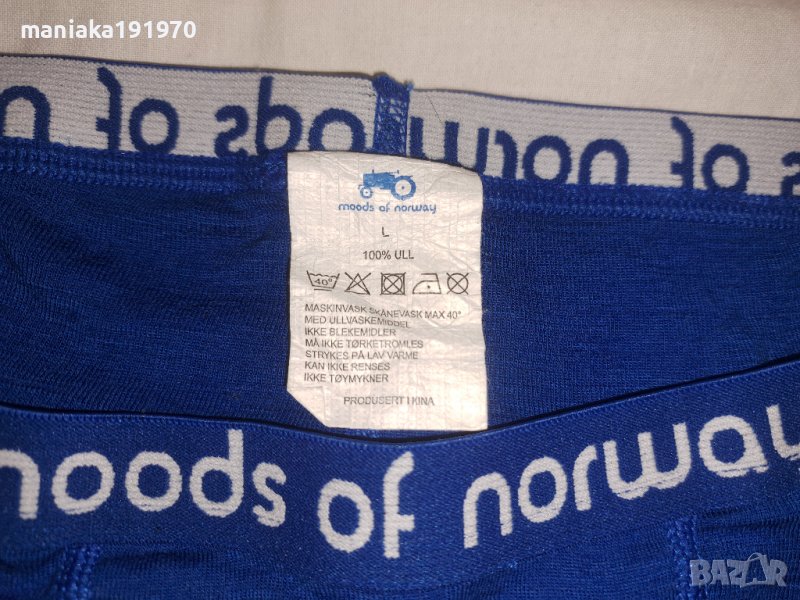 maniaka191970
moods of norway
moods of norway
L
100% ULL
40°
MASKINVASK SKÅNEVASK MAX 40°
MED ULLVASKEMIDDEL
IKKE BLEKEMIDLER
MÅ IKKE TØRKETROMLES
STRYKES PÅ LAV VARME
KAN IKKE RENSES
IKKE TØYMYKNER
PRODUSERT I KINA
moods of norway
BAZAR